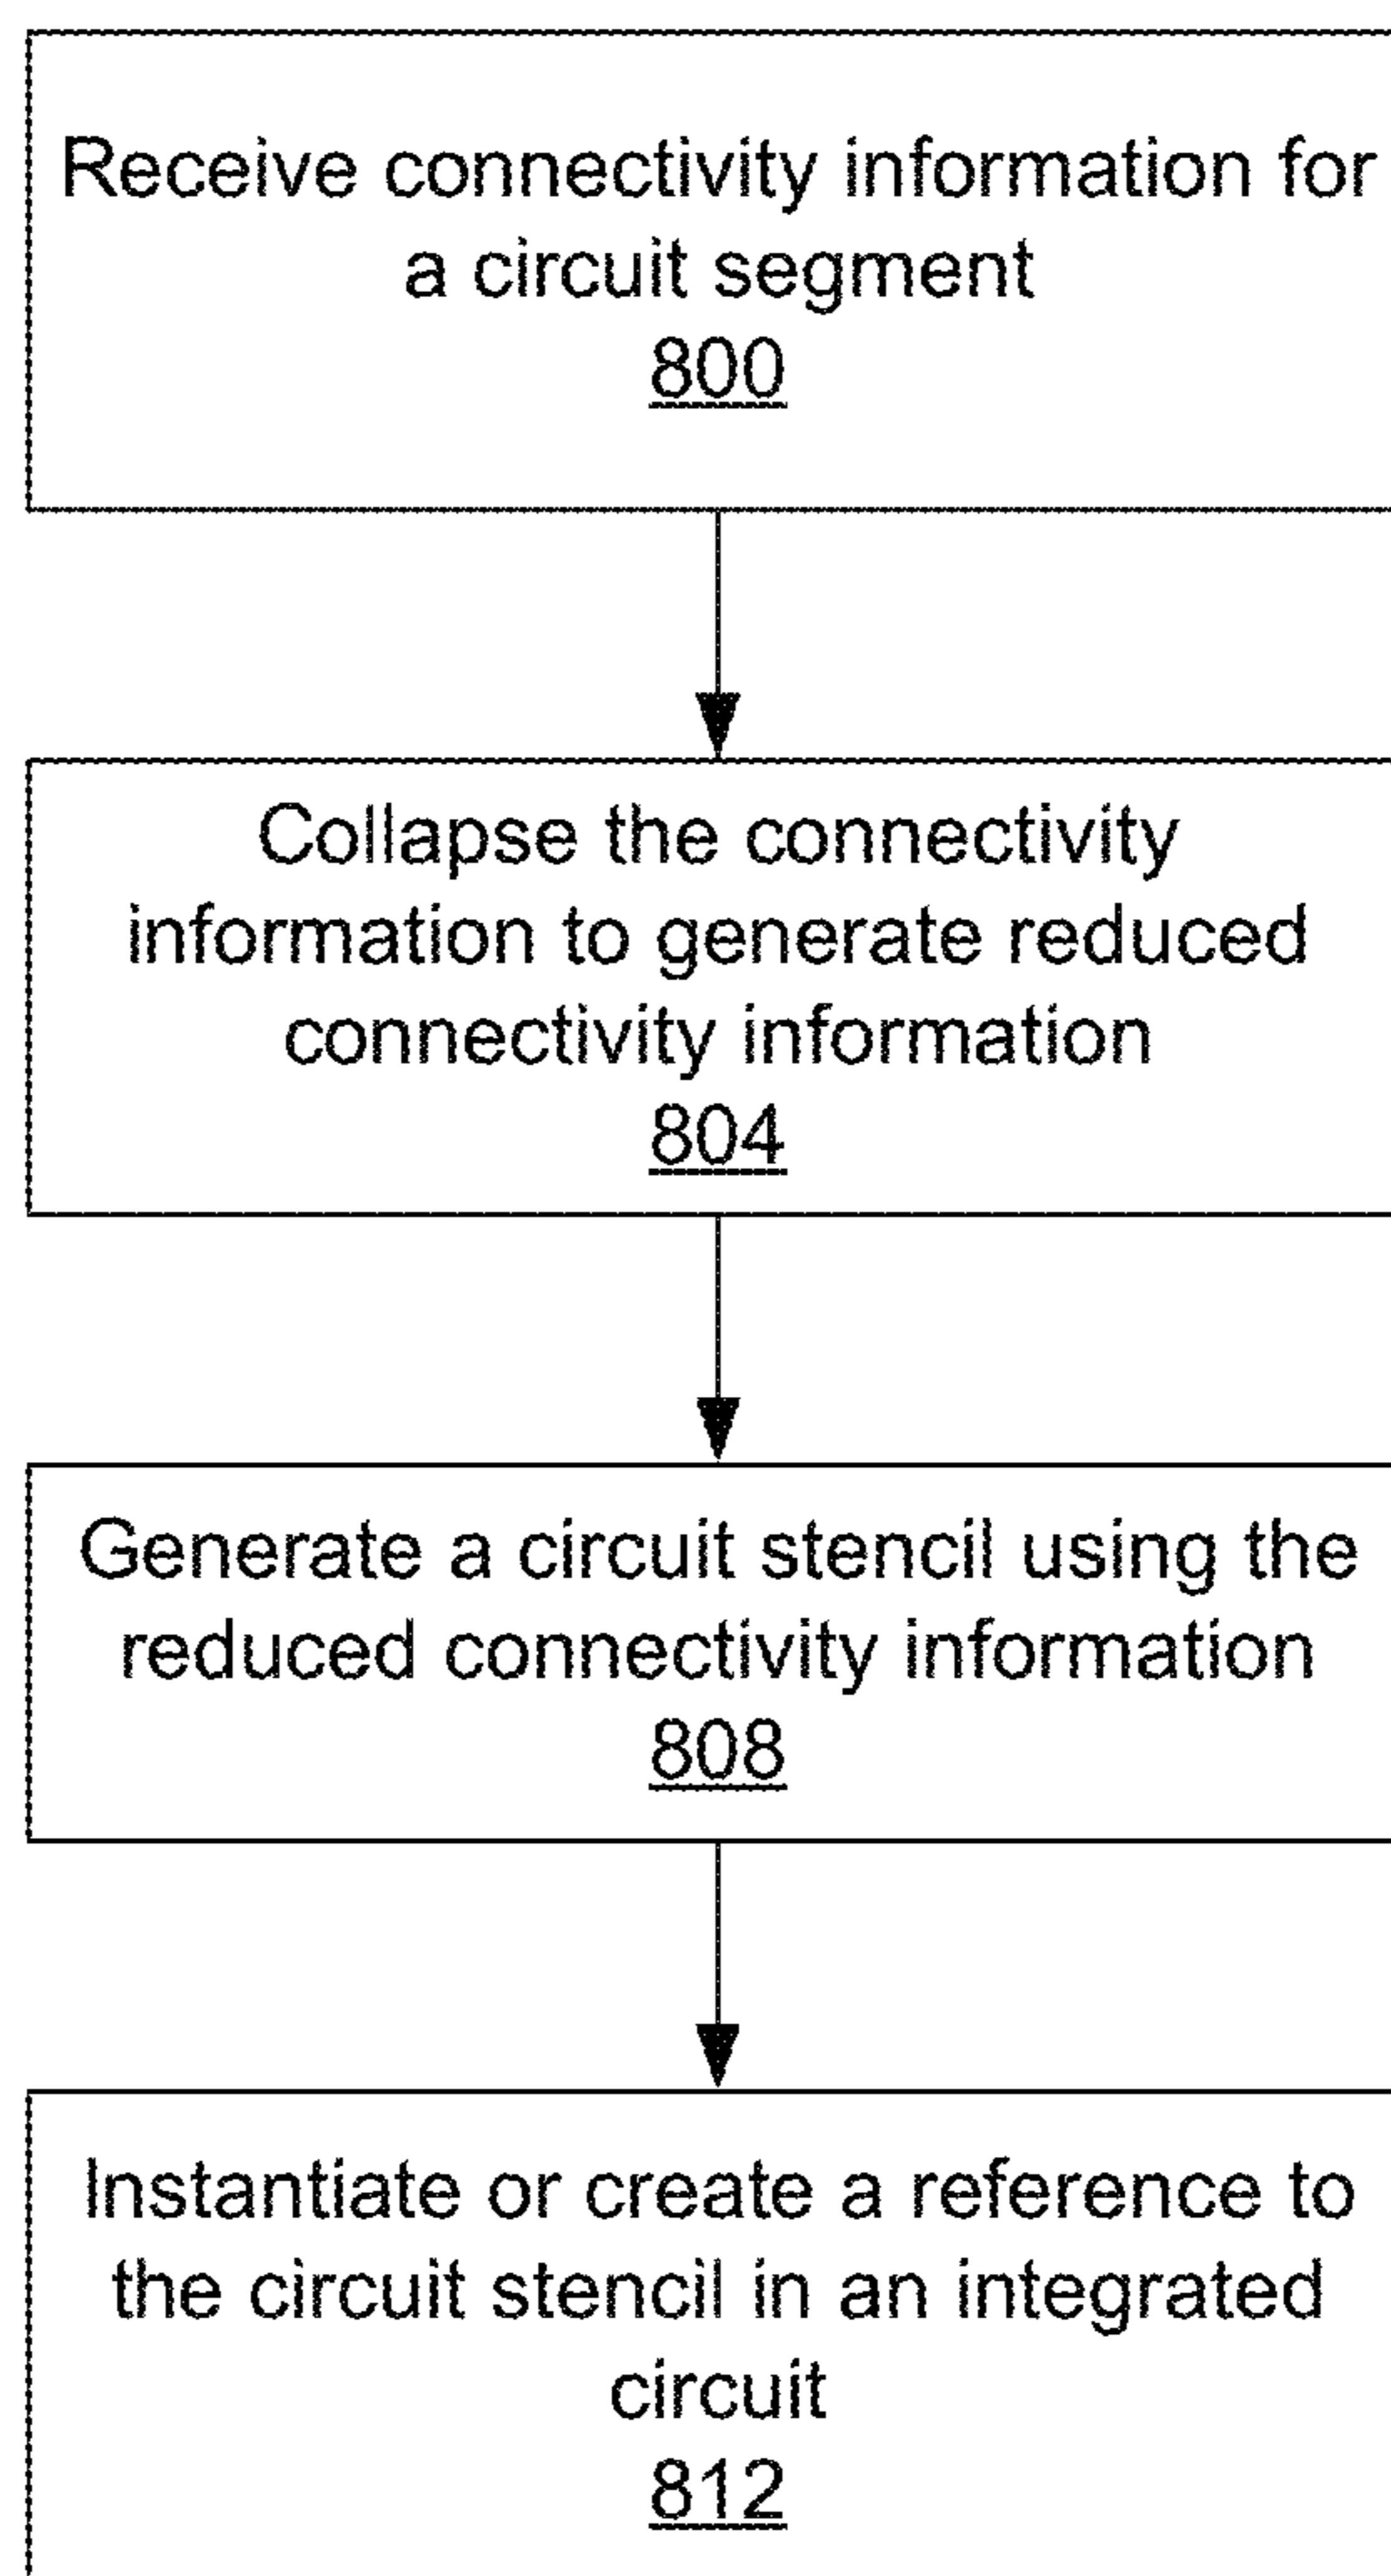 Receive connectivity information for
a circuit segment
800
Collapse the connectivity
information to generate reduced
connectivity information
804
Generate a circuit stencil using the
reduced connectivity information
808
Instantiate or create a reference to
the circuit stencil in an integrated
circuit
812